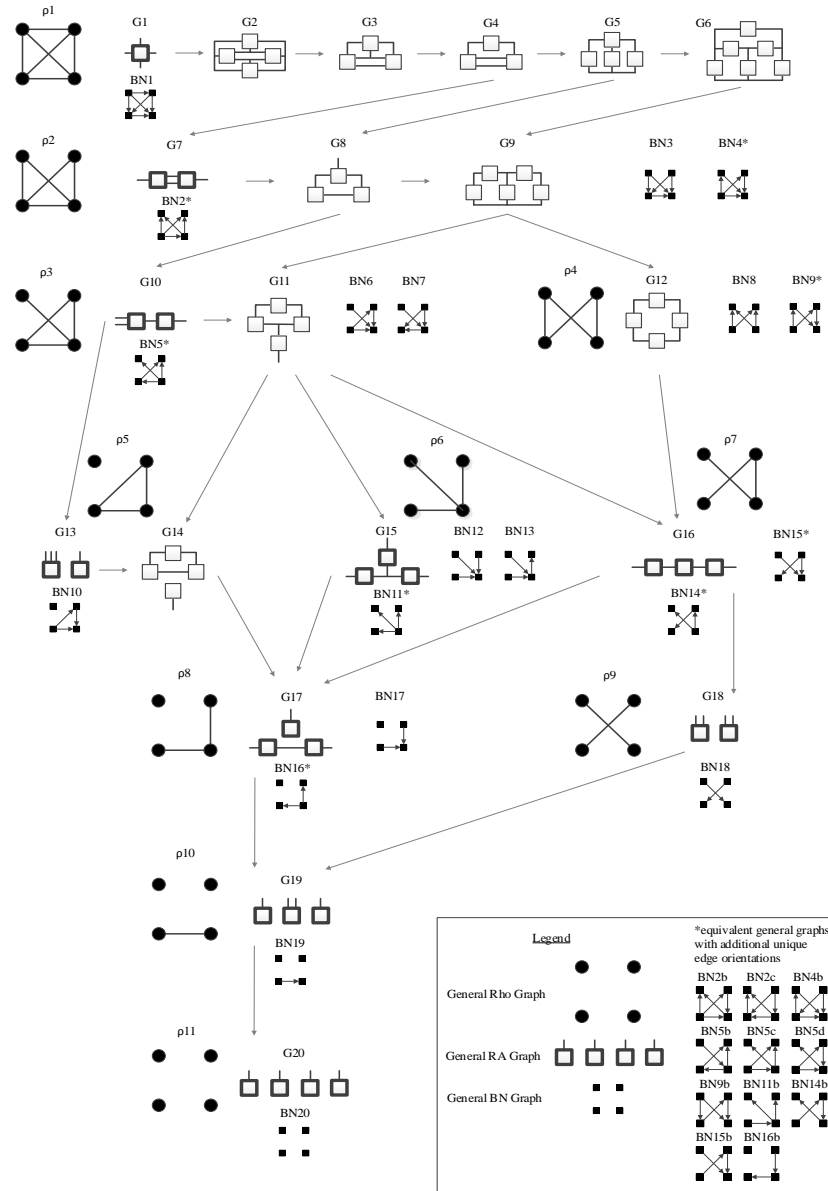 ρ1 G1 G2 G3 G4 G5 G6
BN1
ρ2 G7 G8 G9 BN3 BN4*
BN2*
ρ3 G10 G11 BN6 BN7 ρ4 G12 BN8 BN9*
BN5*
ρ5 ρ6 ρ7
G13 G14 G15 BN12 BN13 G16 BN15*
BN10 BN11* BN14*
ρ8 G17 BN17 ρ9 G18
BN16* BN18
ρ10 G19
BN19
ρ11 G20
BN20
Legend
General Rho Graph
General RA Graph
General BN Graph
*equivalent general graphs
with additional unique
edge orientations
BN2b BN2c BN4b
BN5b BN5c BN5d
BN9b BN11b BN14b
BN15b BN16b